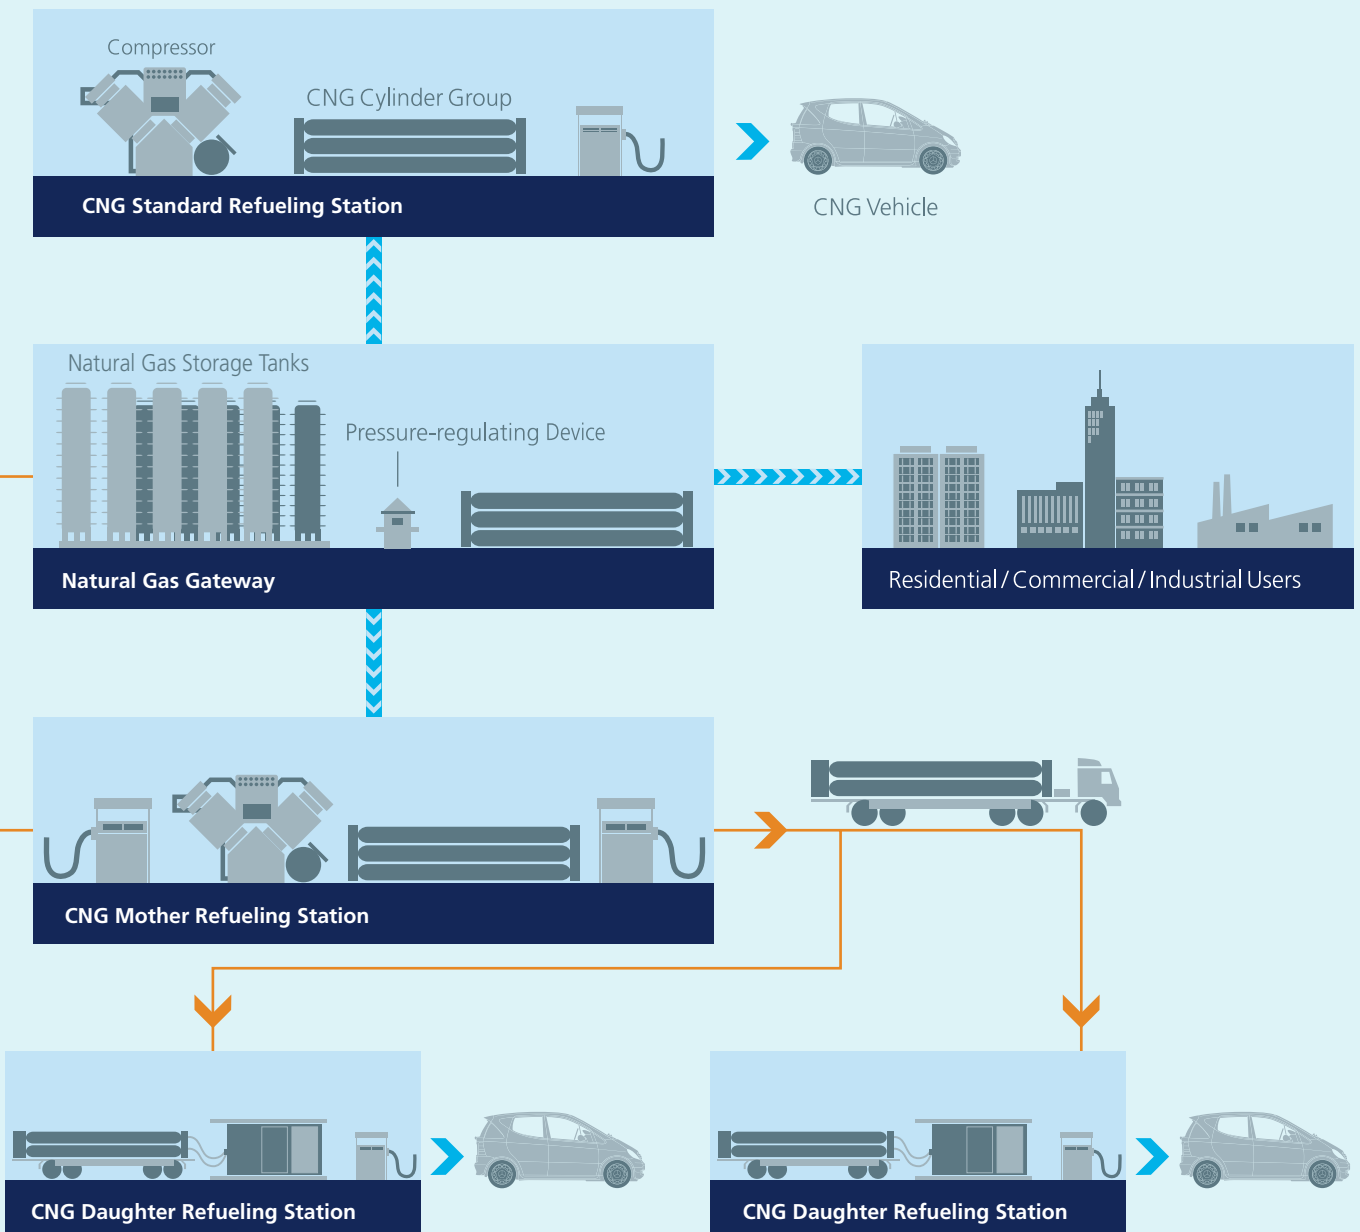 Compressor
CNG Cylinder Group
CNG Standard Refueling Station
CNG Vehicle
Natural Gas Storage Tanks
Pressure-regulating Device
Natural Gas Gateway
Residential / Commercial / Industrial Users
CNG Mother Refueling Station
CNG Daughter Refueling Station
CNG Daughter Refueling Station